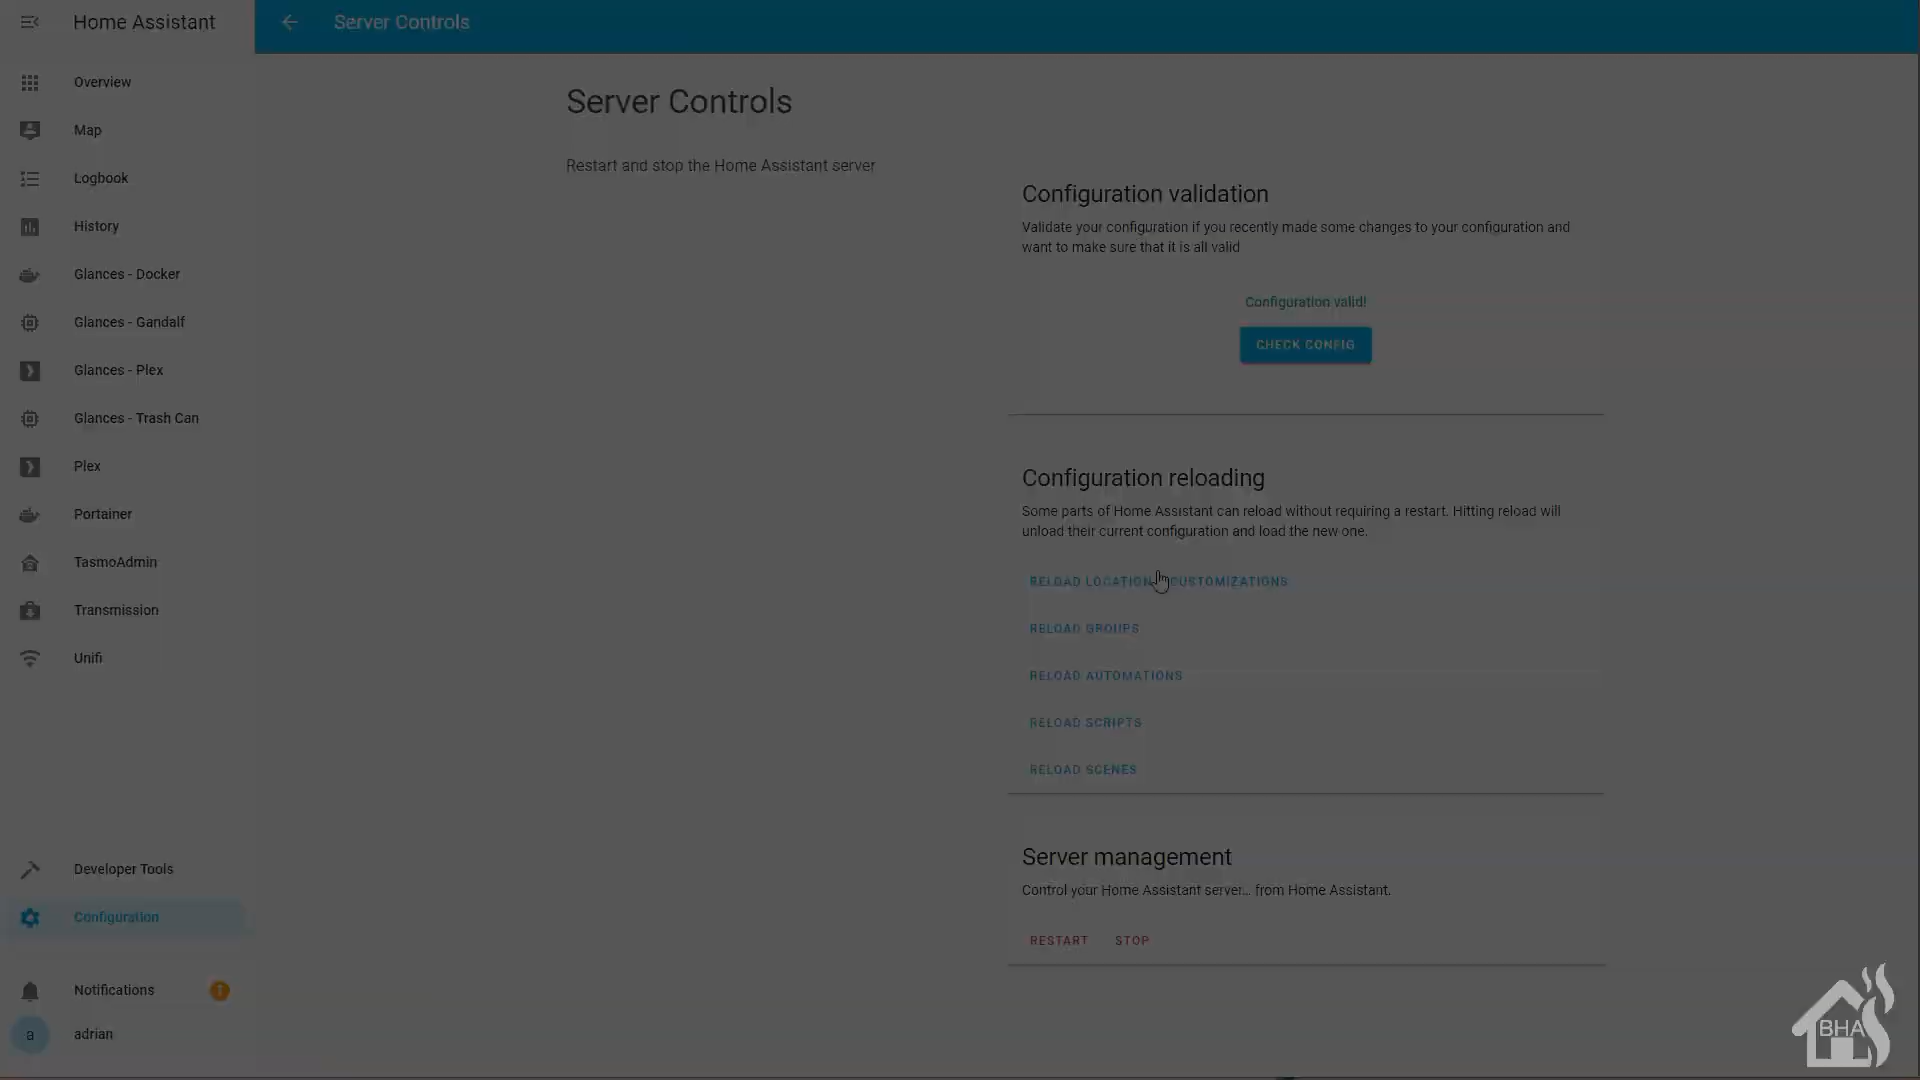 Home Assistant
Server Controls
Overview
Map
Logbook
History
Glances - Docker
Glances - Gandalf
Glances - Plex
Glances - Trash Can
Plex
Portainer
TasmoAdmin
Transmission
Unifi
Developer Tools
Configuration
Notifications
1
a
adrian
Server Controls
Restart and stop the Home Assistant server
Configuration validation
Validate your configuration if you recently made some changes to your configuration and
want to make sure that it is all valid
Configuration valid!
CHECK CONFIG
Configuration reloading
Some parts of Home Assistant can reload without requiring a restart. Hitting reload will
unload their current configuration and load the new one.
RELOAD LOCATION CUSTOMIZATIONS
RELOAD GROUPS
RELOAD AUTOMATIONS
RELOAD SCRIPTS
RELOAD SCENES
Server management
Control your Home Assistant server... from Home Assistant.
RESTART STOP
BHA